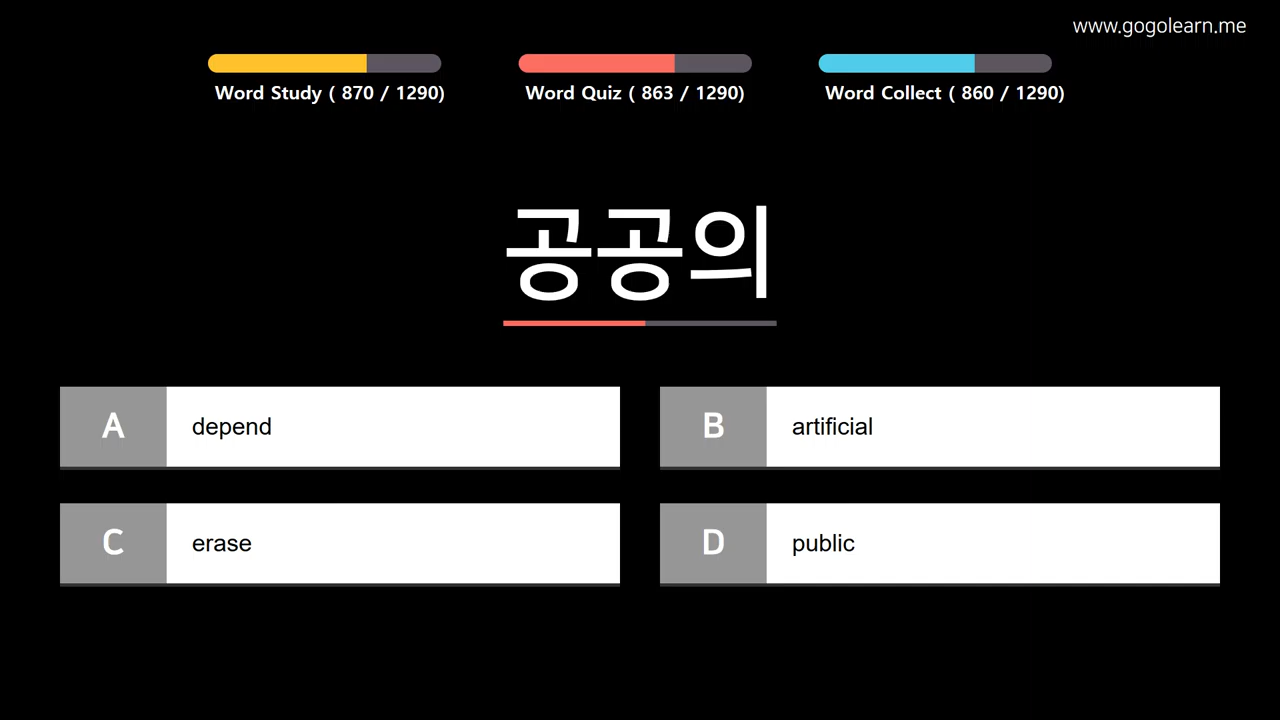 www.gogolearn.me
Word Study ( 870 / 1290)
Word Quiz ( 863 / 1290)
Word Collect ( 860 / 1290)
공공의
A depend
B artificial
C erase
D public